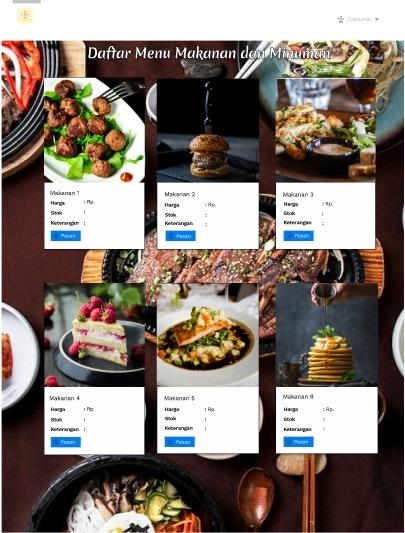 Costumer
Daftar Menu Makanan dan Minuman
Makanan 1
Harga : Rp.
Stok :
Keterangan :
Pesan
Makanan 2
Harga : Rp.
Stok :
Keterangan :
Pesan
Makanan 3
Harga : Rp.
Stok :
Keterangan :
Pesan
Makanan 4
Harga : Rp.
Stok :
Keterangan :
Pesan
Makanan 5
Harga : Rp.
Stok :
Keterangan :
Pesan
Makanan 6
Harga : Rp.
Stok :
Keterangan :
Pesan